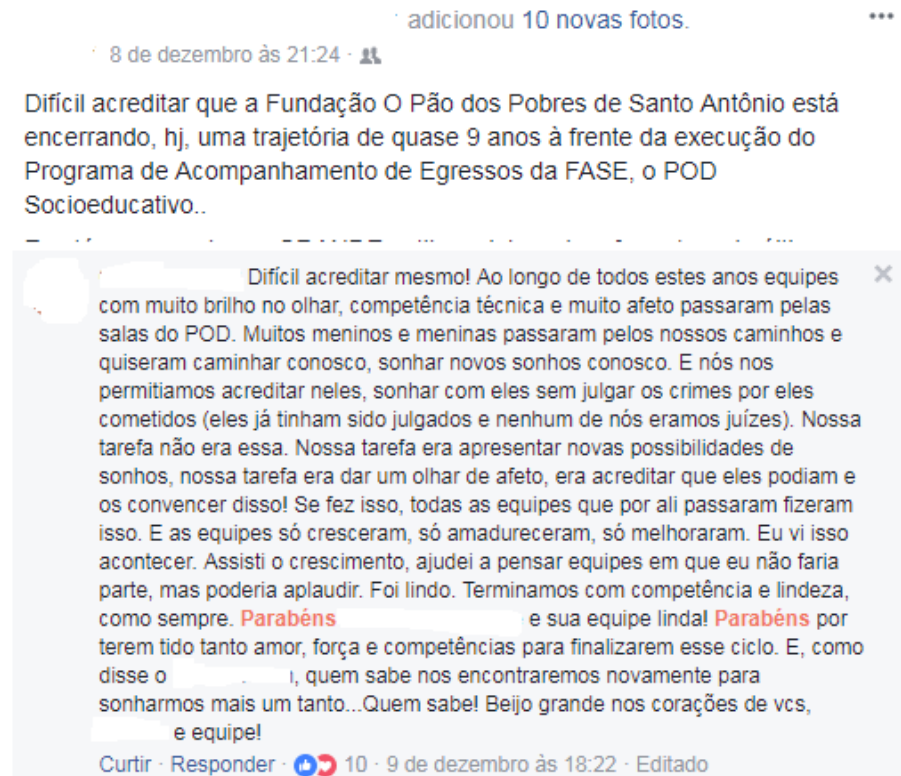 adicionou 10 novas fotos.
8 de dezembro às 21:24 ·
Difícil acreditar que a Fundação O Pão dos Pobres de Santo Antônio está
encerrando, hj, uma trajetória de quase 9 anos à frente da execução do
Programa de Acompanhamento de Egressos da FASE, o POD
Socioeducativo..
Difícil acreditar mesmo! Ao longo de todos estes anos equipes
com muito brilho no olhar, competência técnica e muito afeto passaram pelas
salas do POD. Muitos meninos e meninas passaram pelos nossos caminhos e
quiseram caminhar conosco, sonhar novos sonhos conosco. E nós nos
permitiamos acreditar neles, sonhar com eles sem julgar os crimes por eles
cometidos (eles já tinham sido julgados e nenhum de nós eramos juízes). Nossa
tarefa não era essa. Nossa tarefa era apresentar novas possibilidades de
sonhos, nossa tarefa era dar um olhar de afeto, era acreditar que eles podiam e
os convencer disso! Se fez isso, todas as equipes que por ali passaram fizeram
isso. E as equipes só cresceram, só amadureceram, só melhoraram. Eu vi isso
acontecer. Assisti o crescimento, ajudei a pensar equipes em que eu não faria
parte, mas poderia aplaudir. Foi lindo. Terminamos com competência e lindeza,
como sempre. Parabéns e sua equipe linda! Parabéns por
terem tido tanto amor, força e competências para finalizarem esse ciclo. E, como
disse o , quem sabe nos encontraremos novamente para
sonharmos mais um tanto...Quem sabe! Beijo grande nos corações de vcs,
e equipe!
Curtir · Responder · 10 · 9 de dezembro às 18:22 · Editado